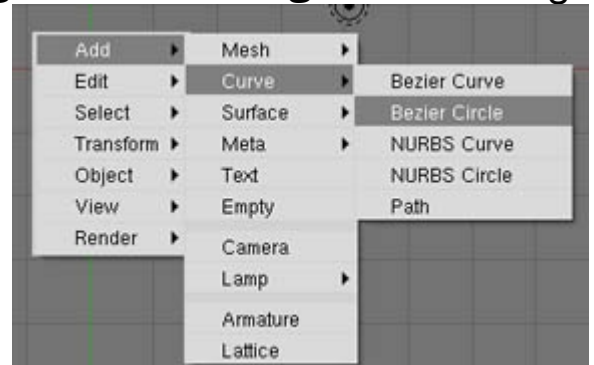 Add
Edit
Select
Transform
Object
View
Render
Mesh
Curve
Surface
Meta
Text
Empty
Camera
Lamp
Armature
Lattice
Bezier Curve
Bezier Circle
NURBS Curve
NURBS Circle
Path